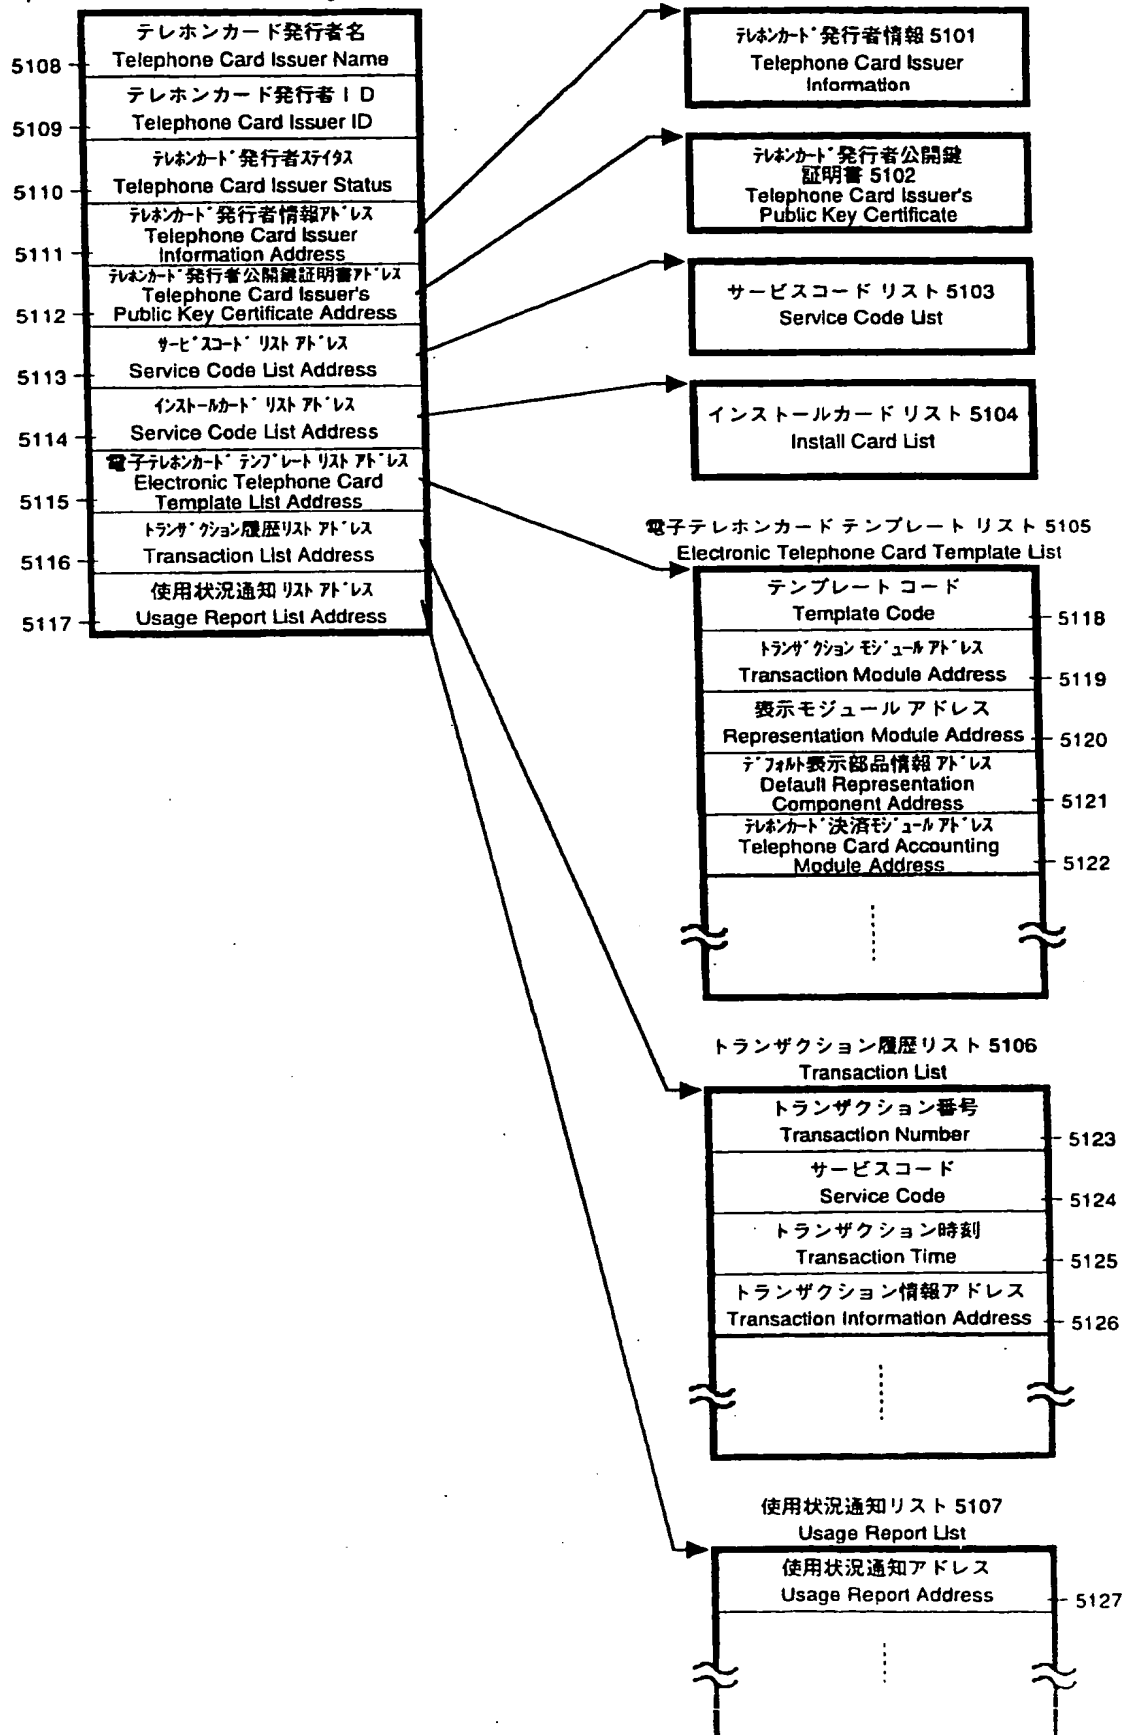 テレホンカード発行者名
Telephone Card Issuer Name
5108
テレホンカード発行者ID
Telephone Card Issuer ID
5109
ﾃﾚﾎﾝｶｰﾄﾞ発行者ｽﾃｲﾀｽ
Telephone Card Issuer Status
5110
ﾃﾚﾎﾝｶｰﾄﾞ発行者情報ｱﾄﾞﾚｽ
Telephone Card Issuer
Information Address
5111
ﾃﾚﾎﾝｶｰﾄﾞ発行者公開鍵証明書ｱﾄﾞﾚｽ
Telephone Card Issuer's
Public Key Certificate Address
5112
ｻｰﾋﾞｽｺｰﾄﾞ ﾘｽﾄ ｱﾄﾞﾚｽ
Service Code List Address
5113
ｲﾝｽﾄｰﾙｶｰﾄﾞ ﾘｽﾄ ｱﾄﾞﾚｽ
Service Code List Address
5114
電子ﾃﾚﾎﾝｶｰﾄﾞ ﾃﾝﾌﾟﾚｰﾄ ﾘｽﾄ ｱﾄﾞﾚｽ
Electronic Telephone Card
Template List Address
5115
ﾄﾗﾝｻﾞｸｼｮﾝ履歴ﾘｽﾄ ｱﾄﾞﾚｽ
Transaction List Address
5116
使用状況通知 ﾘｽﾄ ｱﾄﾞﾚｽ
Usage Report List Address
5117
ﾃﾚﾎﾝｶｰﾄﾞ発行者情報 5101
Telephone Card Issuer
Information
ﾃﾚﾎﾝｶｰﾄﾞ発行者公開鍵
証明書 5102
Telephone Card Issuer's
Public Key Certificate
サービスコード リスト 5103
Service Code List
インストールカード リスト 5104
Install Card List
電子テレホンカード テンプレート リスト 5105
Electronic Telephone Card Template List
テンプレート コード
Template Code
5118
ﾄﾗﾝｻﾞｸｼｮﾝ ﾓｼﾞｭｰﾙ ｱﾄﾞﾚｽ
Transaction Module Address
5119
表示モジュール アドレス
Representation Module Address
5120
ﾃﾞﾌｫﾙﾄ表示部品情報 ｱﾄﾞﾚｽ
Default Representation
Component Address
5121
ﾃﾚﾎﾝｶｰﾄﾞ決済ﾓｼﾞｭｰﾙ ｱﾄﾞﾚｽ
Telephone Card Accounting
Module Address
5122
トランザクション履歴リスト 5106
Transaction List
トランザクション番号
Transaction Number
5123
サービスコード
Service Code
5124
トランザクション時刻
Transaction Time
5125
トランザクション情報アドレス
Transaction Information Address
5126
使用状況通知リスト 5107
Usage Report List
使用状況通知アドレス
Usage Report Address
5127